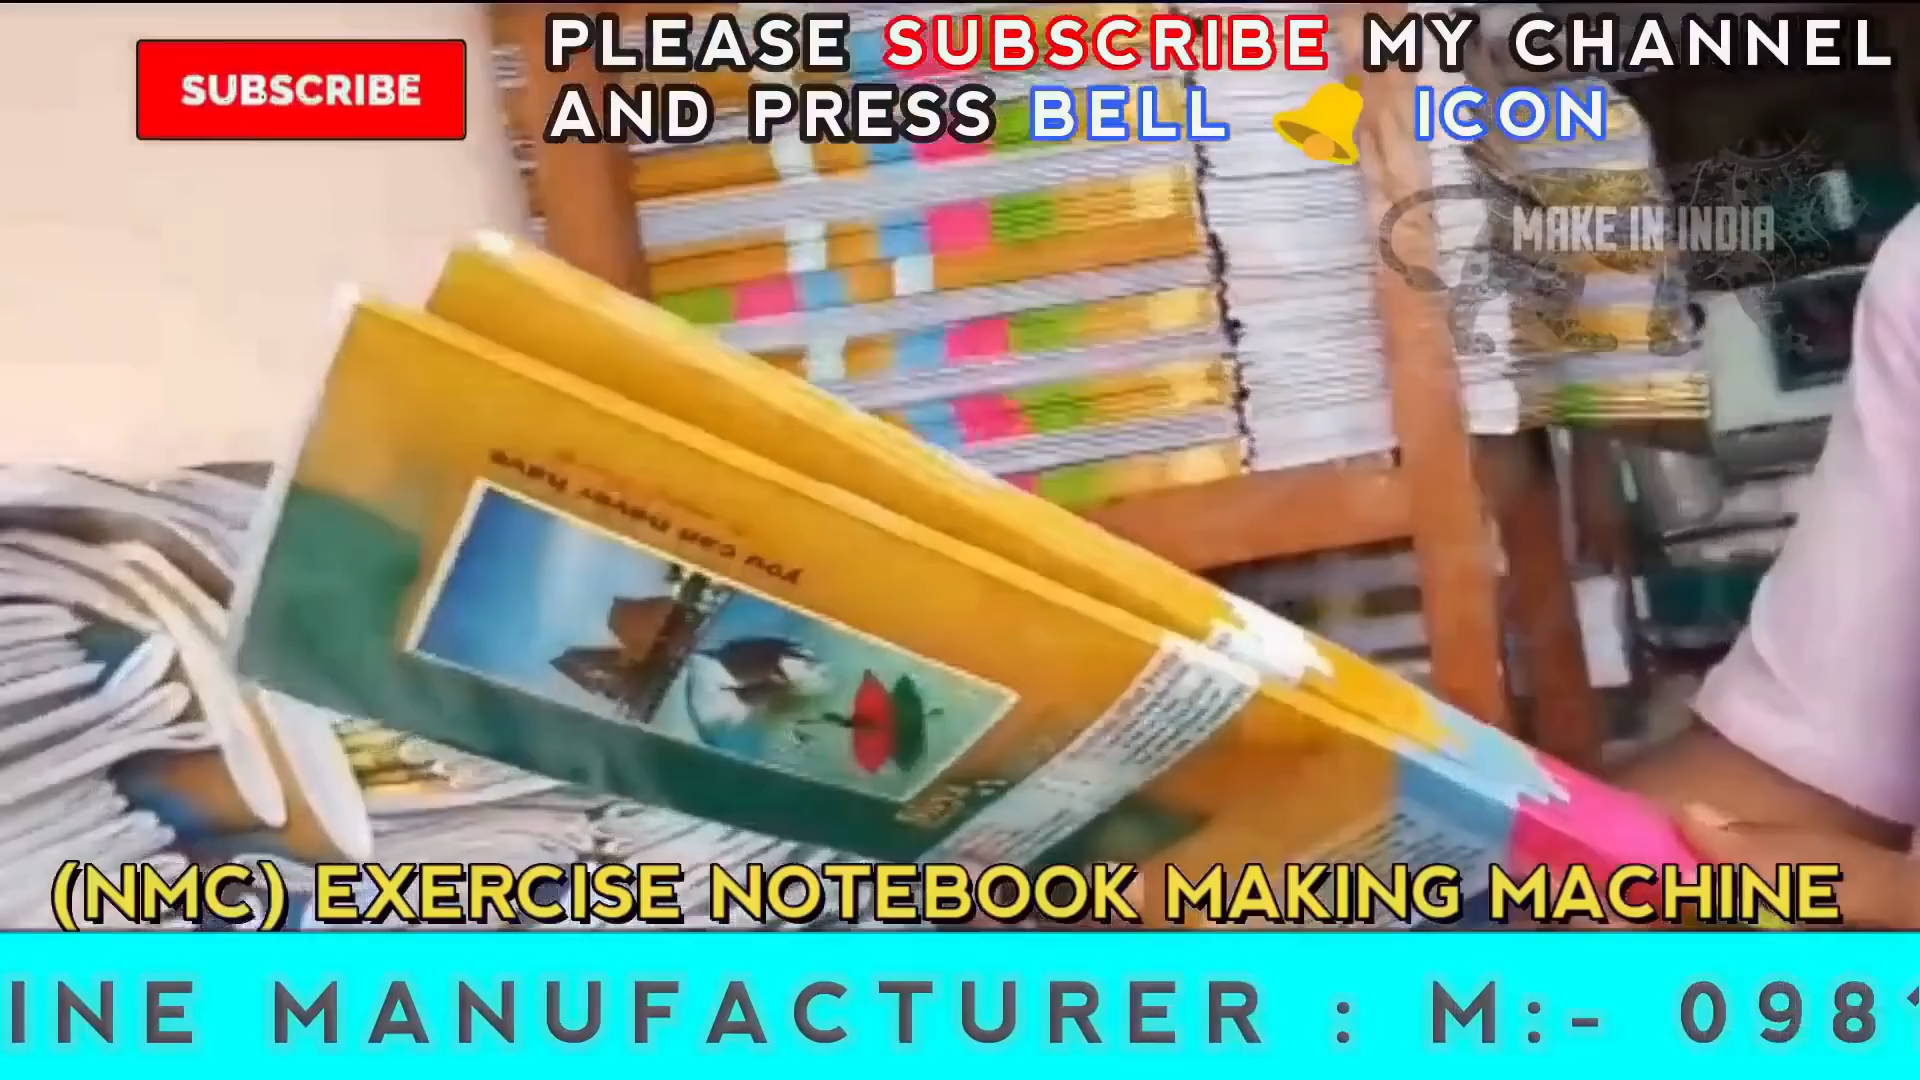 SUBSCRIBE
PLEASE SUBSCRIBE MY CHANNEL
AND PRESS BELL ICON
MAKE IN INDIA
you can never have
(NMC) EXERCISE NOTEBOOK MAKING MACHINE
INE MANUFACTURER : M:- 098